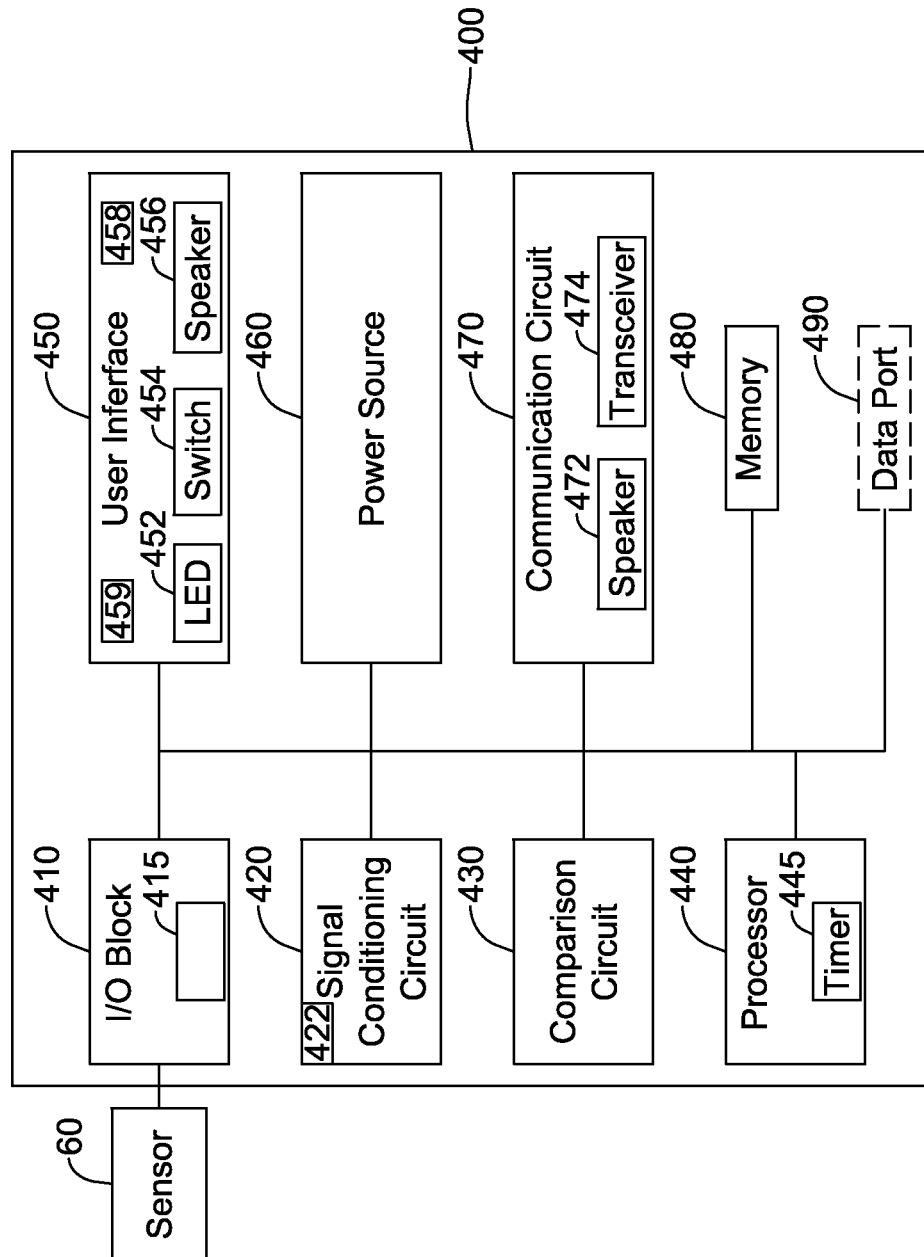 60
Sensor
410
I/O Block
415
450
User Inferface
459
458
452
454
456
LED
Switch
Speaker
420
422
Signal
Conditioning
Circuit
460
Power Source
430
Comparison
Circuit
470
Communication Circuit
472
474
Speaker
Transceiver
440
Processor
445
Timer
480
Memory
490
Data Port
400